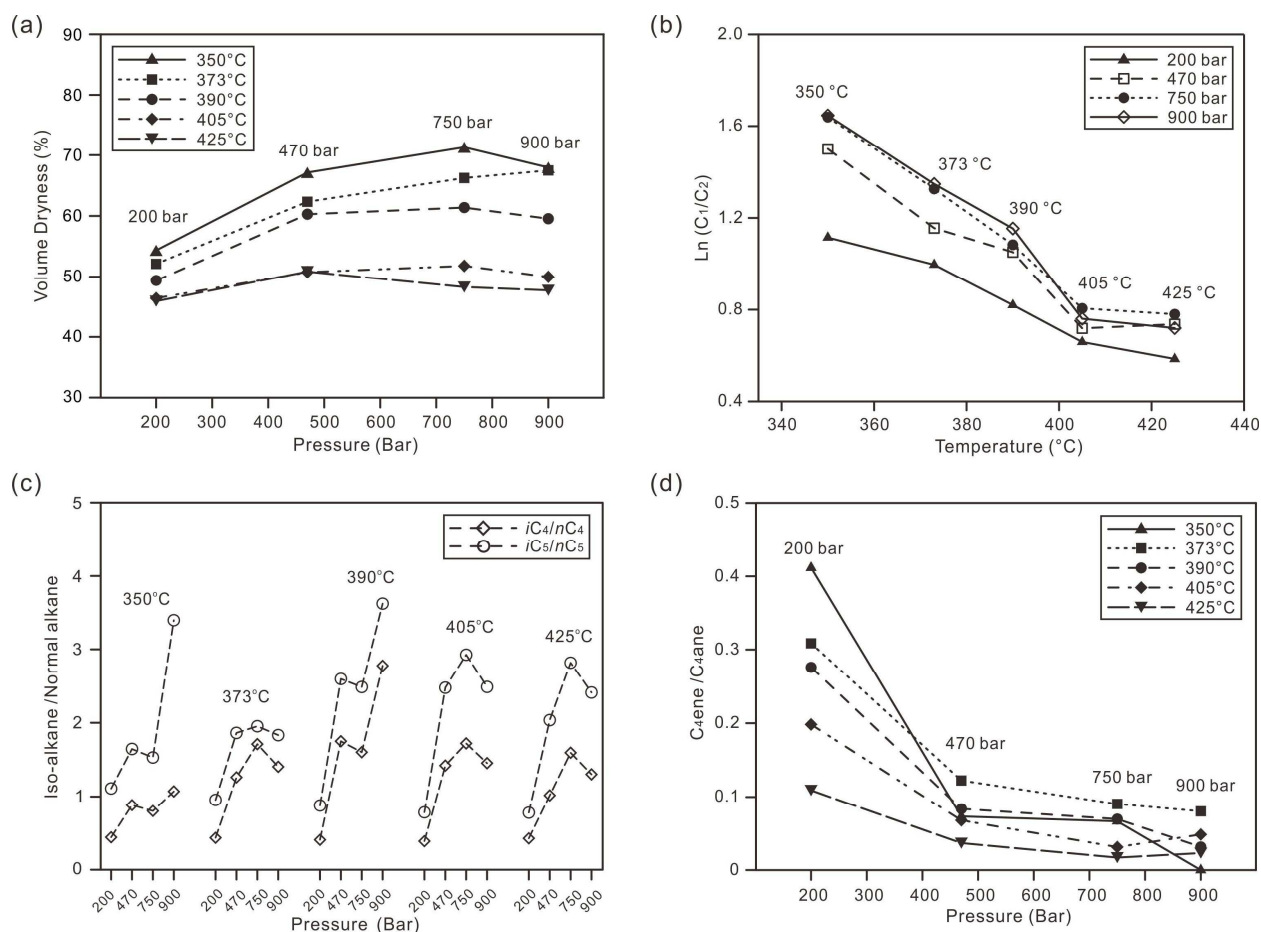 (a)
90
80
70
60
50
40
30
Volume Dryness (%)
350°C
373°C
390°C
405°C
425°C
200 bar
470 bar
750 bar
900 bar
200 300 400 500 600 700 800 900
Pressure (Bar)
(b)
2.0
1.6
1.2
0.8
0.4
Ln (C₁/C₂)
200 bar
470 bar
750 bar
900 bar
350 °C
373 °C
390 °C
405 °C
425 °C
340 360 380 400 420 440
Temperature (°C)
(c)
5
4
3
2
1
0
Iso-alkane /Normal alkane
iC₄/nC₄
iC₅/nC₅
350°C
373°C
390°C
405°C
425°C
200 470 750 900 200 470 750 900 200 470 750 900 200 470 750 900 200 470 750 900
Pressure (Bar)
(d)
0.5
0.4
0.3
0.2
0.1
0
C₄ene /C₄ane
350°C
373°C
390°C
405°C
425°C
200 bar
470 bar
750 bar
900 bar
200 300 400 500 600 700 800 900
Pressure (Bar)